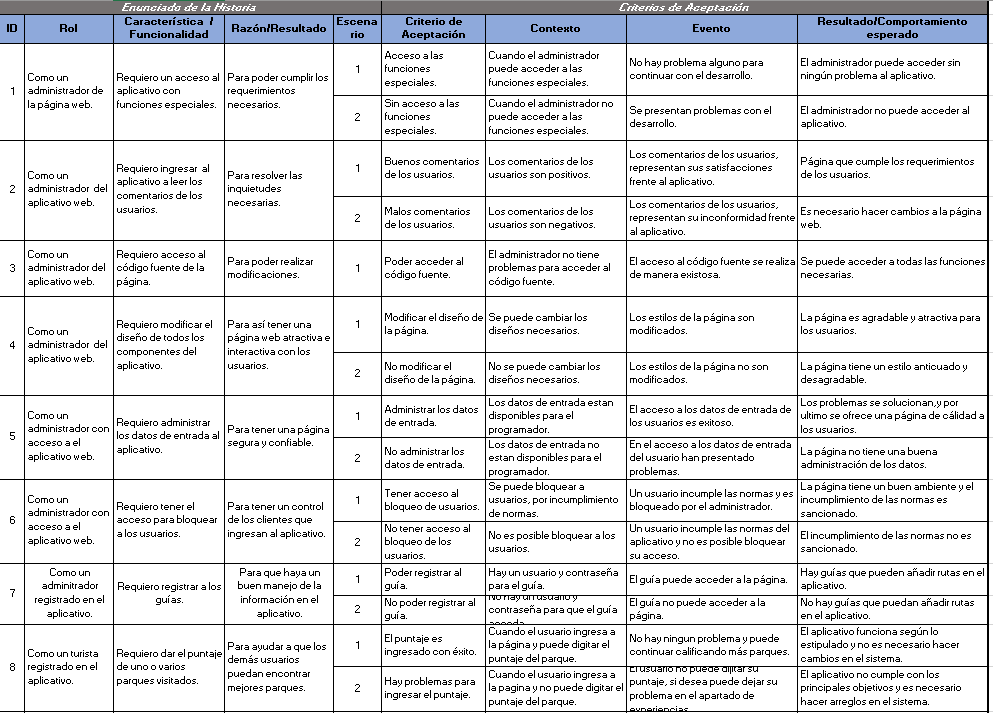 Enunciado de la Historia
Criterios de Aceptación
ID
Rol
Característica /
Funcionalidad
Razón/Resultado
Escena
rio
Criterio de
Aceptación
Contexto
Evento
Resultado/Comportamiento
esperado
1
Como un
administrador de
la página web.
Requiero un acceso al
aplicativo con
funciones especiales.
Para poder cumplir los
requerimientos
necesarios.
1
Acceso a las
funciones
especiales.
Cuando el administrador
puede acceder a las
funciones especiales.
No hay problema alguno para
continuar con el desarrollo.
El administrador puede acceder sin
ningún problema al aplicativo.
2
Sin acceso a las
funciones
especiales.
Cuando el administrador no
puede acceder a las
funciones especiales.
Se presentan problemas con el
desarrollo.
El administrador no puede acceder al
aplicativo.
2
Como un
administrador del
aplicativo web.
Requiero ingresar al
aplicativo a leer los
comentarios de los
usuarios.
Para resolver las
inquietudes
necesarias.
1
Buenos comentarios
de los usuarios.
Los comentarios de los
usuarios son positivos.
Los comentarios de los usuarios,
representan sus satisfacciones
frente al aplicativo.
Página que cumple los requerimientos
de los usuarios.
2
Malos comentarios
de los usuarios.
Los comentarios de los
usuarios son negativos.
Los comentarios de los usuarios,
representan su inconformidad frente
al aplicativo.
Es necesario hacer cambios a la página
web.
3
Como un
administrador del
aplicativo web.
Requiero acceso al
código fuente de la
página.
Para poder realizar
modificaciones.
1
Poder acceder al
código fuente.
El administrador no tiene
problemas para acceder al
código fuente.
El acceso al código fuente se realiza
de manera existosa.
Se puede acceder a todas las funciones
necesarias.
4
Como un
administrador del
aplicativo web.
Requiero modificar el
diseño de todos los
componentes del
aplicativo.
Para así tener una
página web atractiva e
interactiva con los
usuarios.
1
Modificar el diseño de
la página.
Se puede cambiar los
diseños necesarios.
Los estilos de la página son
modificados.
La página es agradable y atractiva para
los usuarios.
2
No modificar el
diseño de la página.
No se puede cambiar los
diseños necesarios.
Los estilos de la página no son
modificados.
La página tiene un estilo anticuado y
desagradable.
5
Como un
administrador con
acceso a el
aplicativo web.
Requiero administrar
los datos de entrada al
aplicativo.
Para tener una página
segura y confiable.
1
Administrar los datos
de entrada.
Los datos de entrada estan
disponibles para el
programador.
El acceso a los datos de entrada de
los usuarios es exitoso.
Los problemas se solucionan,y por
ultimo se ofrece una página de cálidad a
los usuarios.
2
No administrar los
datos de entrada.
Los datos de entrada no
estan disponibles para el
programador.
En el acceso a los datos de entrada
del usuario han presentado
problemas.
La página no tiene una buena
administración de los datos.
6
Como un
administrador con
acceso a el
aplicativo web.
Requiero tener el
acceso para bloquear
a los usuarios.
Para tener un control
de los clientes que
ingresan al aplicativo.
1
Tener acceso al
bloqueo de usuarios.
Se puede bloquear a
usuarios, por incumplimiento
de normas.
Un usuario incumple las normas y es
bloqueado por el administrador.
La página tiene un buen ambiente y el
incumplimiento de las normas es
sancionado.
2
No tener acceso al
bloqueo de los
usuarios.
No es posible bloquear a los
usuarios.
Un usuario incumple las normas del
aplicativo y no es posible bloquear
su acceso.
El incumplimiento de las normas no es
sancionado.
7
Como un
adminitrador
registrado en el
aplicativo.
Requiero registrar a los
guías.
Para que haya un
buen manejo de la
información en el
aplicativo.
1
Poder registrar al
guía.
Hay un usuario y contraseña
para el guía.
El guía puede acceder a la página.
Hay guías que pueden añadir rutas en el
aplicativo.
2
No poder registrar al
guía.
No hay un usuario y
contraseña para que el guía
acceda.
El guía no puede acceder a la
página.
No hay guías que puedan añadir rutas
en el aplicativo.
8
Como un turista
registrado en el
aplicativo.
Requiero dar el puntaje
de uno o varios
parques visitados.
Para ayudar a que los
demás usuarios
puedan encontrar
mejores parques.
1
El puntaje es
ingresado con éxito.
Cuando el usuario ingresa a
la página y puede digitar el
puntaje del parque.
No hay ningun problema y puede
continuar calificando más parques.
El aplicativo funciona según lo
estipulado y no es necesario hacer
cambios en el sistema.
2
Hay problemas para
ingresar el puntaje.
Cuando el usuario ingresa a
la pagina y no puede digitar el
puntaje del parque.
El usuario no puede dijitar su
puntaje, si desea puede dejar su
problema en el apartado de
experiencias
El aplicativo no cumple con los
principales objetivos y es necesario
hacer arreglos en el sistema.